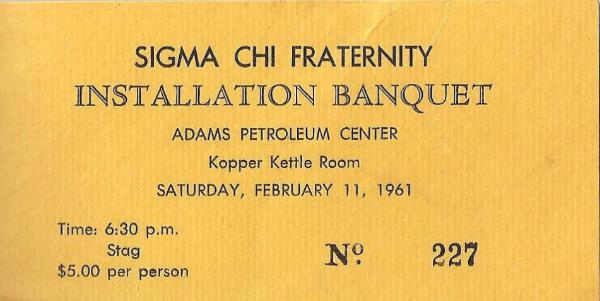 SIGMA CHI FRATERNITY
INSTALLATION BANQUET
ADAMS PETROLEUM CENTER
Kopper Kettle Room
SATURDAY, FEBRUARY 11, 1961
Time: 6:30 p.m.
Stag
$5.00 per person
Nº 227